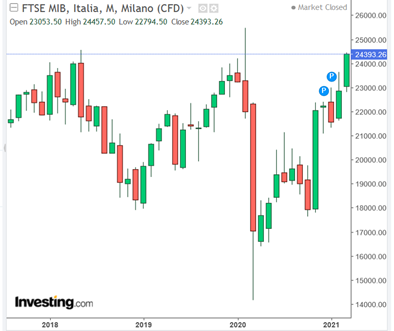 FTSE MIB, Italia, M, Milano (CFD)
Market Closed
Open 23053.50 High 24457.50 Low 22794.50 Close 24393.26
26000.00
25000.00
24393.26
24000.00
23000.00
22000.00
21000.00
20000.00
19000.00
18000.00
17000.00
16000.00
15000.00
14000.00
P
P
Investing.com
2018 2019 2020 2021